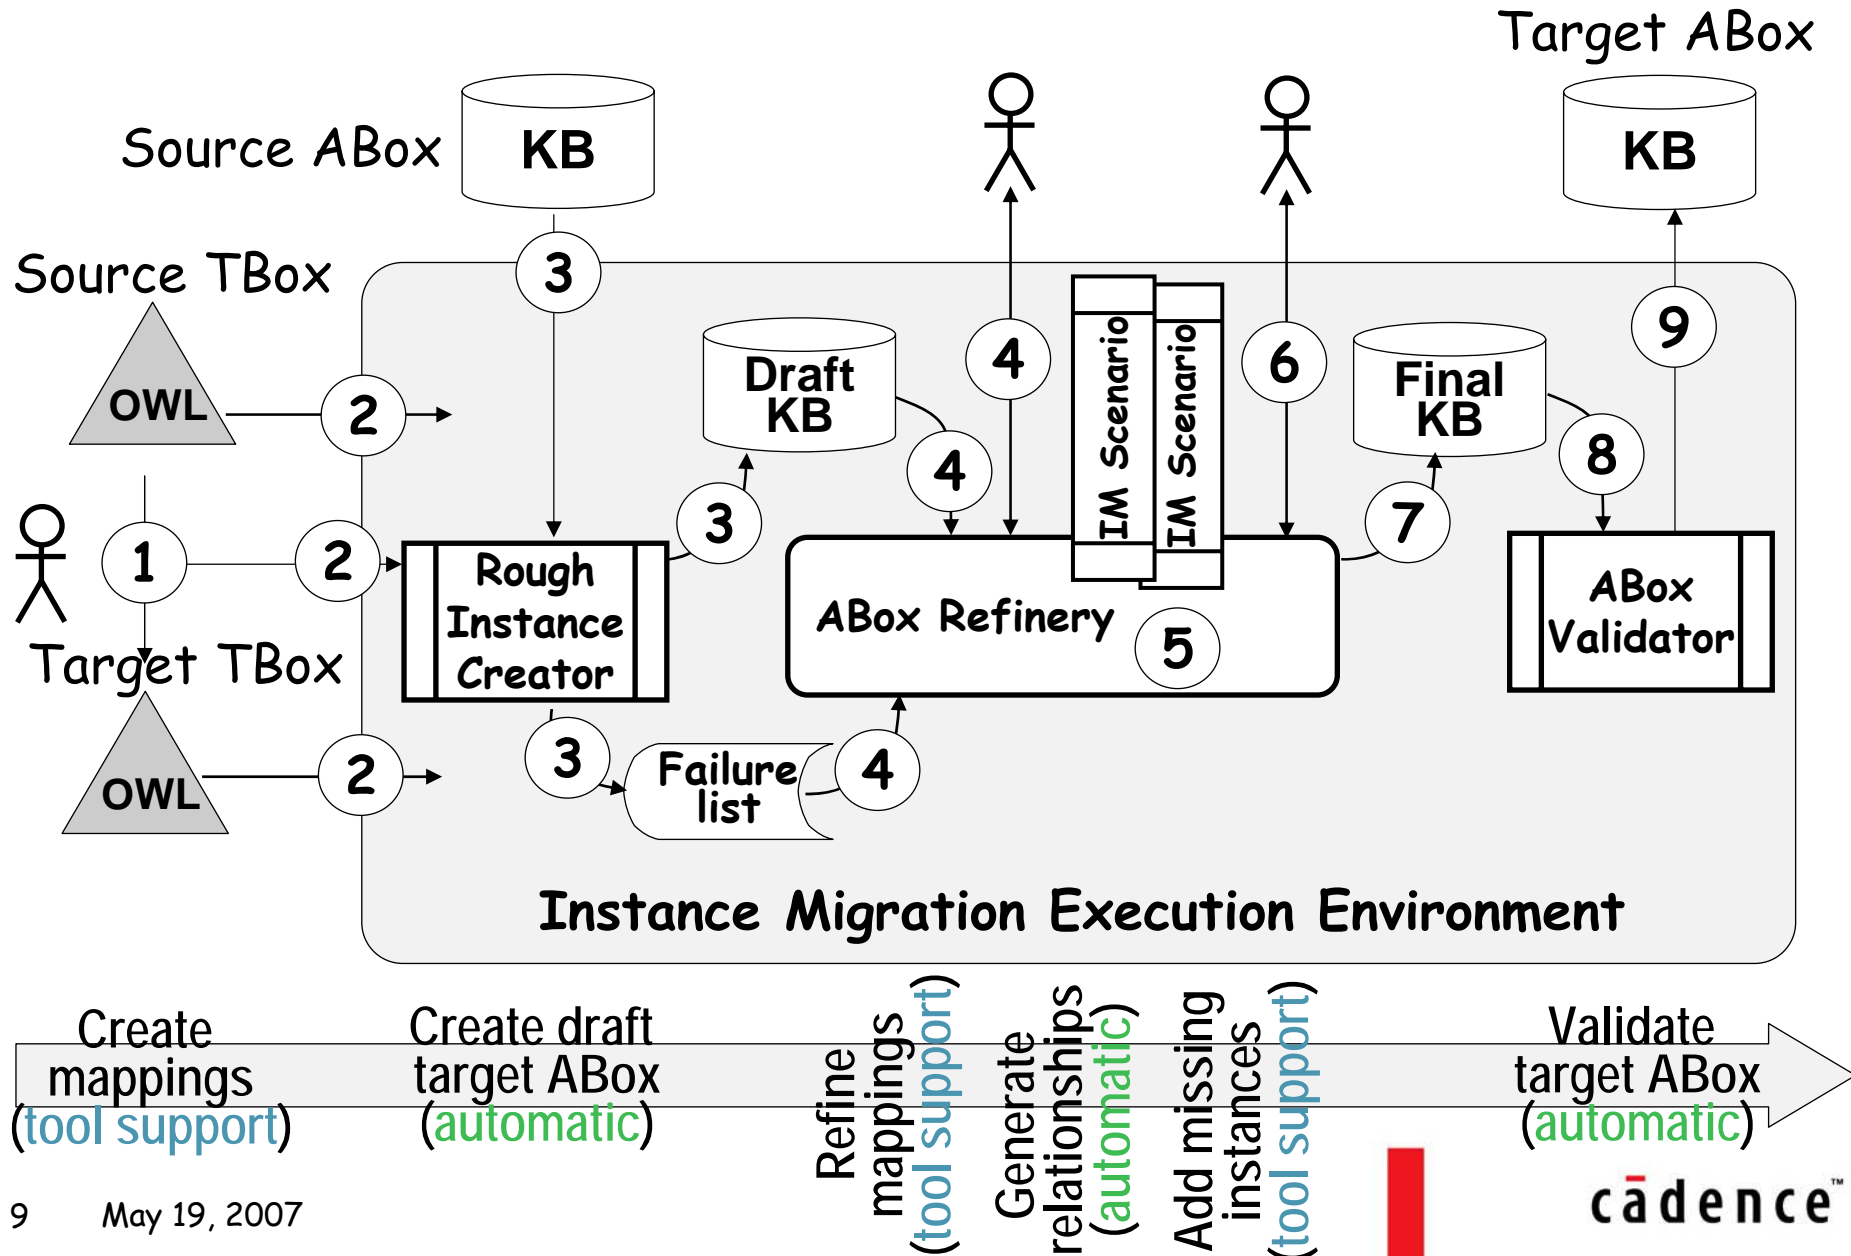 Target ABox
Source ABox
KB
KB
Source TBox
3
OWL
2
Draft
KB
4
4
IM Scenario
IM Scenario
6
Final
KB
8
9
3
7
1
2
Rough
Instance
Creator
ABox Refinery
5
ABox
Validator
Target TBox
OWL
2
3
Failure
list
4
Instance Migration Execution Environment
Create
mappings
(tool support)
Create draft
target ABox
(automatic)
Refine
mappings
(tool support)
Generate
relationships
(automatic)
Add missing
instances
(tool support)
Validate
target ABox
(automatic)
9
May 19, 2007
cādence™